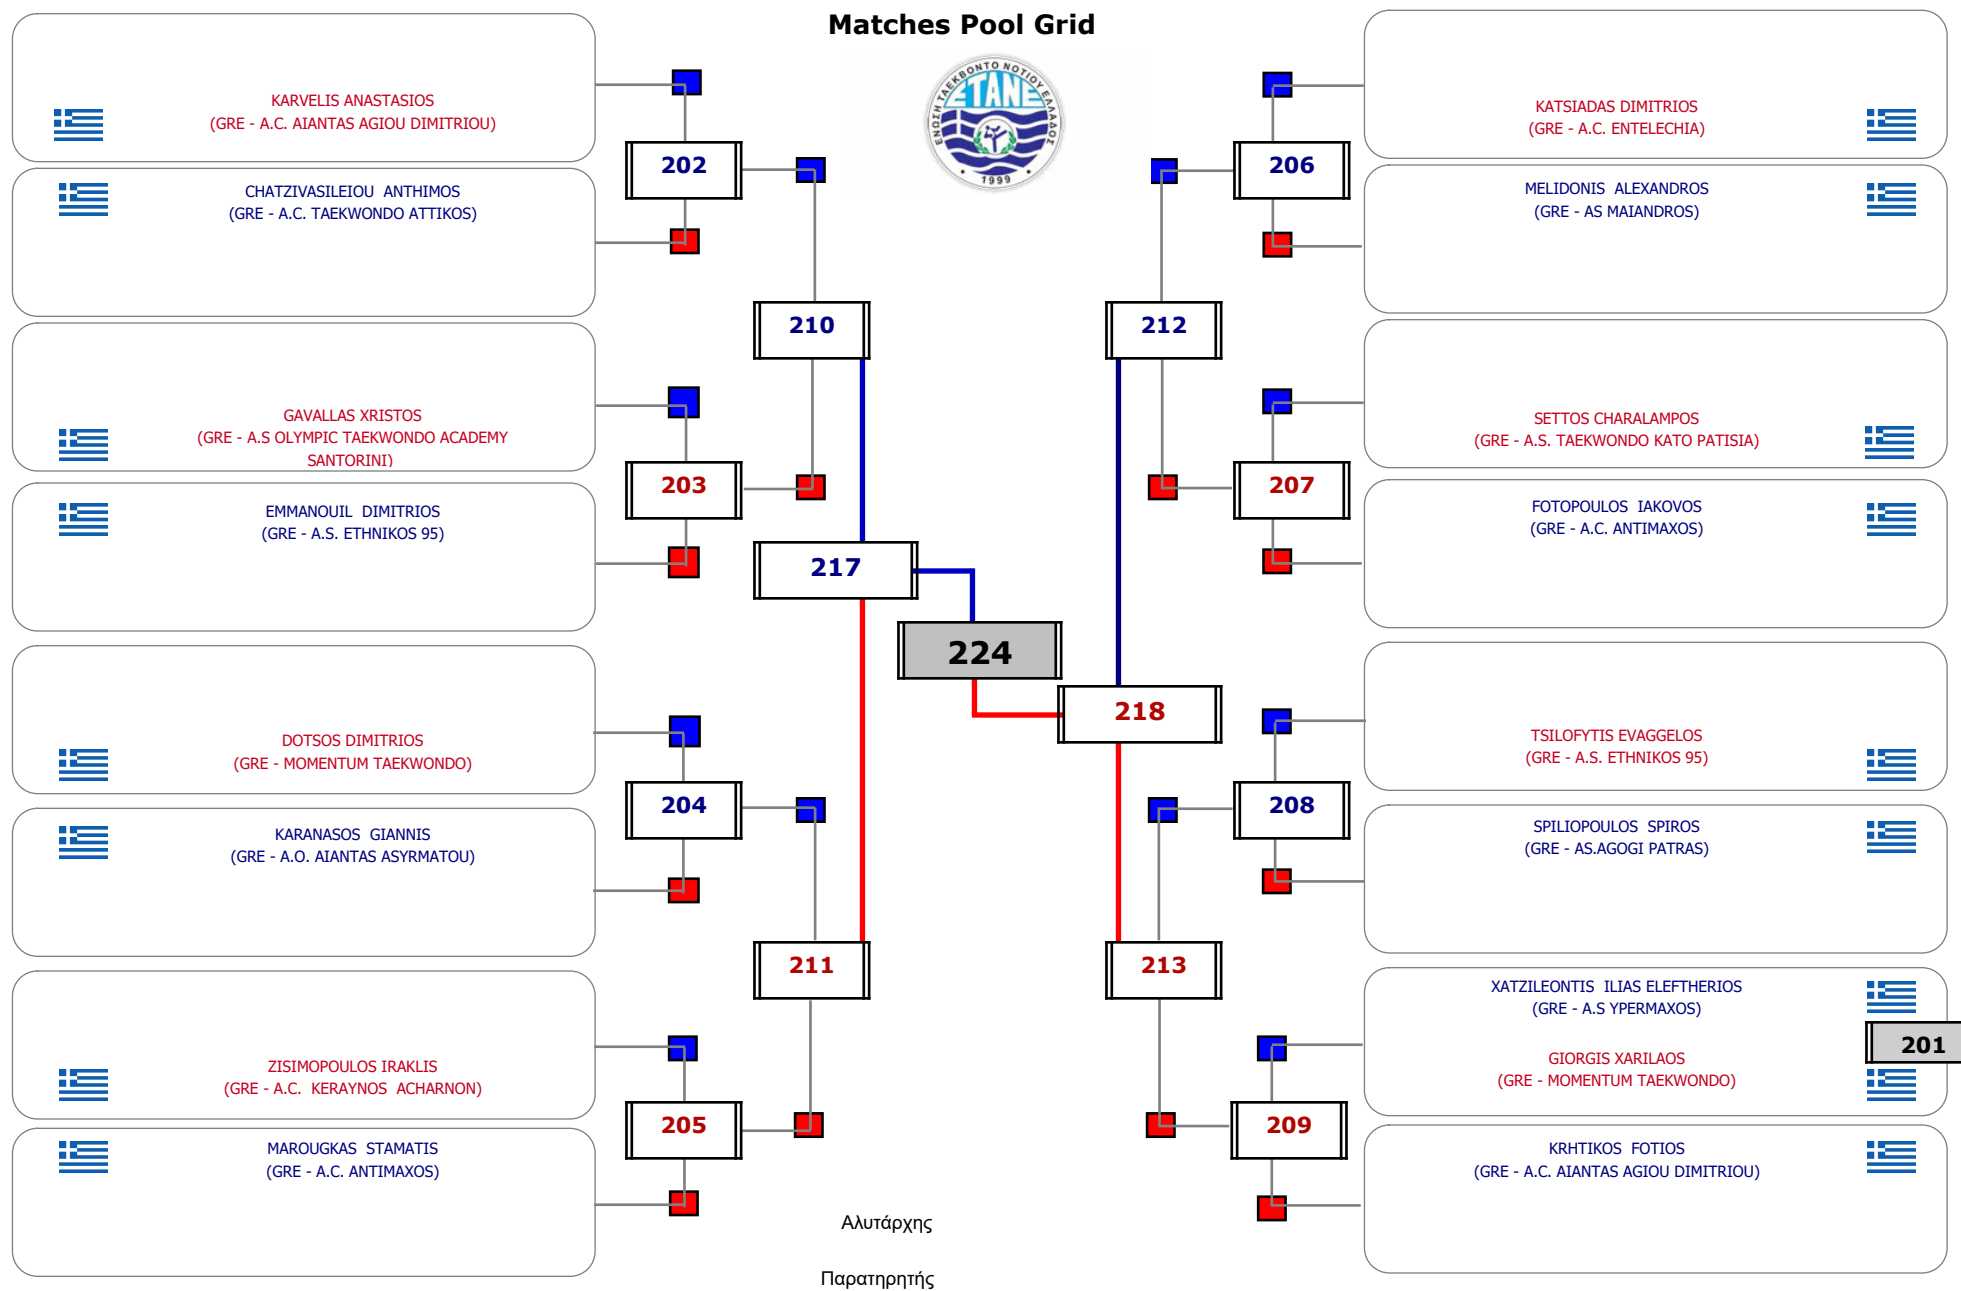 Matches Pool Grid
ΕΝΩΣΗ ΤΑΕΚΒΟΝΤΟ ΝΟΤΙΟΥ ΕΛΛΑΔΟΣ
ΕΤΑΝΕ
1999
KARVELIS ANASTASIOS
(GRE - A.C. AIANTAS AGIOU DIMITRIOU)
202
CHATZIVASILEIOU ANTHIMOS
(GRE - A.C. TAEKWONDO ATTIKOS)
210
GAVALLAS XRISTOS
(GRE - A.S OLYMPIC TAEKWONDO ACADEMY
SANTORINI)
203
EMMANOUIL DIMITRIOS
(GRE - A.S. ETHNIKOS 95)
217
224
DOTSOS DIMITRIOS
(GRE - MOMENTUM TAEKWONDO)
204
KARANASOS GIANNIS
(GRE - A.O. AIANTAS ASYRMATOU)
211
ZISIMOPOULOS IRAKLIS
(GRE - A.C. KERAYNOS ACHARNON)
205
MAROUGKAS STAMATIS
(GRE - A.C. ANTIMAXOS)
KATSIADAS DIMITRIOS
(GRE - A.C. ENTELECHIA)
206
MELIDONIS ALEXANDROS
(GRE - AS MAIANDROS)
212
SETTOS CHARALAMPOS
(GRE - A.S. TAEKWONDO KATO PATISIA)
207
FOTOPOULOS IAKOVOS
(GRE - A.C. ANTIMAXOS)
218
TSILOFYTIS EVAGGELOS
(GRE - A.S. ETHNIKOS 95)
208
SPILIOPOULOS SPIROS
(GRE - AS.AGOGI PATRAS)
213
XATZILEONTIS ILIAS ELEFTHERIOS
(GRE - A.S YPERMAXOS)
201
GIORGIS XARILAOS
(GRE - MOMENTUM TAEKWONDO)
209
KRHTIKOS FOTIOS
(GRE - A.C. AIANTAS AGIOU DIMITRIOU)
Αλυτάρχης
Παρατηρητής